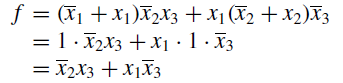 f = (x̅₁ + x₁)x̅₂x₃ + x₁(x̅₂ + x₂)x̅₃
= 1 · x̅₂x₃ + x₁ · 1 · x̅₃
= x̅₂x₃ + x₁x̅₃